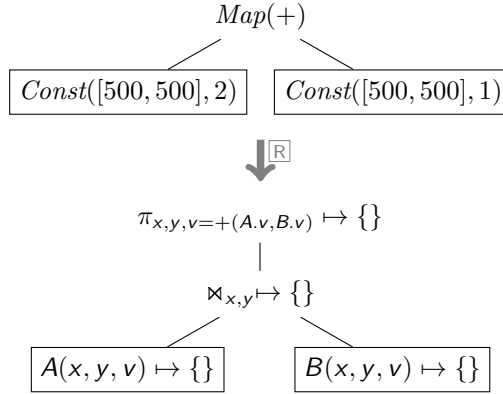 Map(+)
Const([500, 500], 2) Const([500, 500], 1)
R
π_{x,y,v=+(A.v,B.v)} ↦ {}
⋈_{x,y} ↦ {}
A(x, y, v) ↦ {} B(x, y, v) ↦ {}